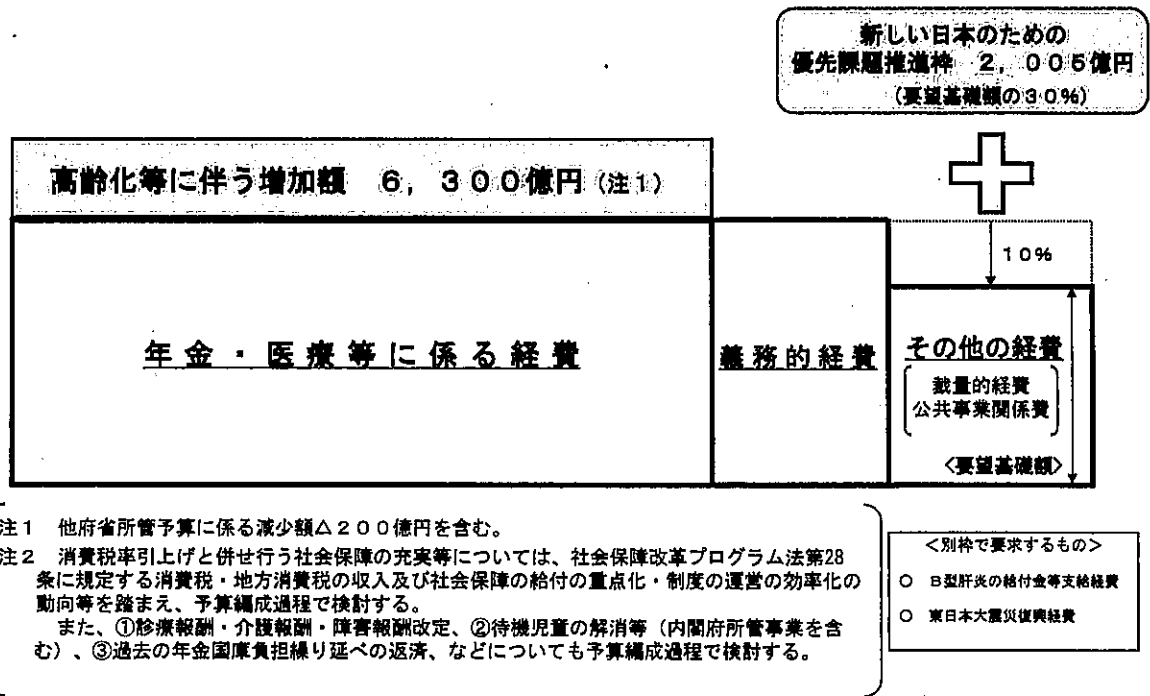 新しい日本のための
優先課題推進枠 2,005億円
(要望基礎額の30%)
高齢化等に伴う増加額 6,300億円(注1)
10%
年金・医療等に係る経費
義務的経費
その他の経費
裁量的経費
公共事業関係費
<要望基礎額>
注1 他府省所管予算に係る減少額△200億円を含む。
注2 消費税率引上げと併せ行う社会保障の充実等については、社会保障改革プログラム法第28
条に規定する消費税・地方消費税の収入及び社会保障の給付の重点化・制度の運営の効率化の
動向等を踏まえ、予算編成過程で検討する。
また、①診療報酬・介護報酬・障害報酬改定、②待機児童の解消等(内閣府所管事業を含
む)、③過去の年金国庫負担繰り延べの返済、などについても予算編成過程で検討する。
<別枠で要求するもの>
○ B型肝炎の給付金等支給経費
○ 東日本大震災復興経費